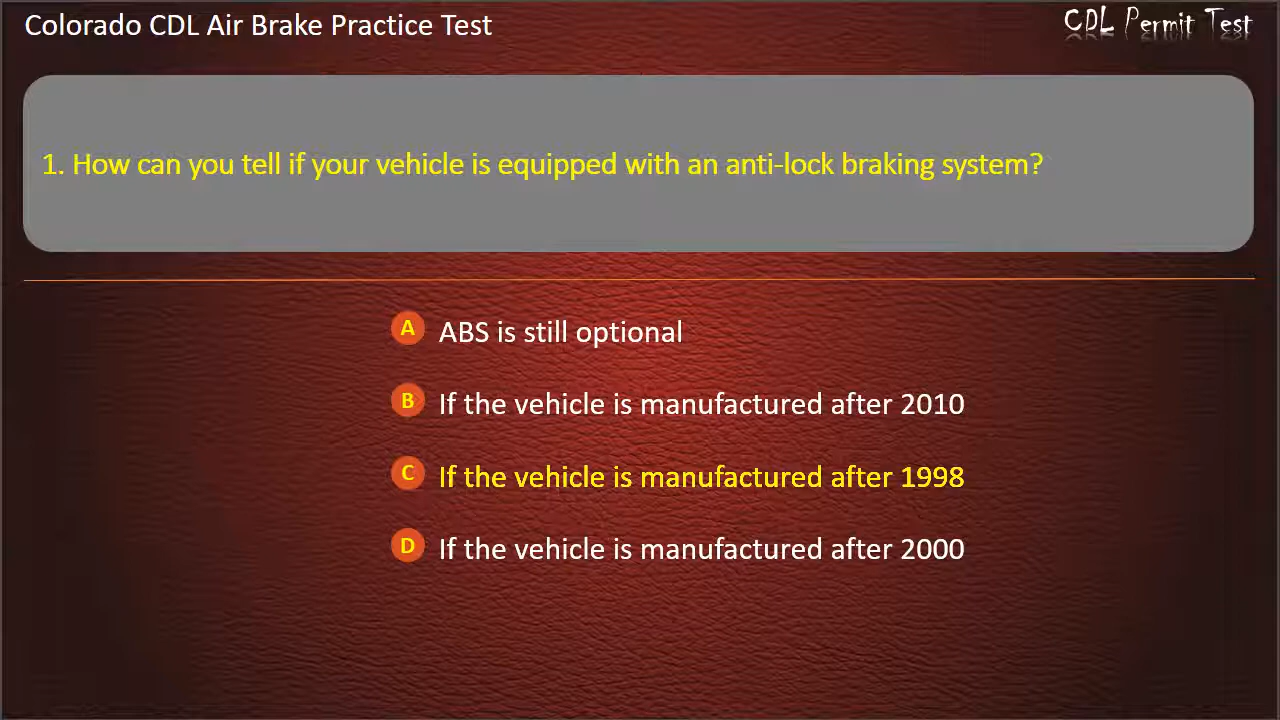 Colorado CDL Air Brake Practice Test
CDL Permit Test
1. How can you tell if your vehicle is equipped with an anti-lock braking system?
A ABS is still optional
B If the vehicle is manufactured after 2010
C If the vehicle is manufactured after 1998
D If the vehicle is manufactured after 2000